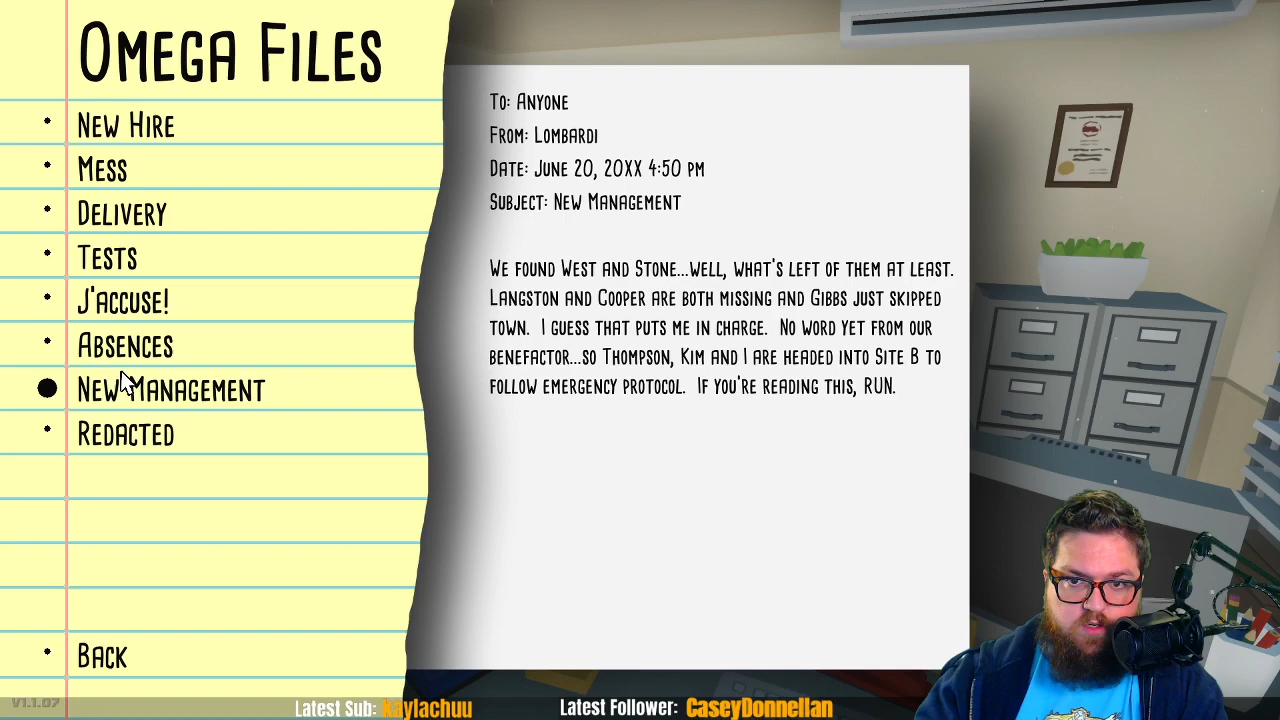 Omega Files
New Hire
Mess
Delivery
Tests
J'accuse!
Absences
New Management
Redacted
Back
V1.1.07
To: Anyone
From: Lombardi
Date: June 20, 20XX 4:50 pm
Subject: New Management
We found West and Stone...well, what's left of them at least.
Langston and Cooper are both missing and Gibbs just skipped
town. I guess that puts me in charge. No word yet from our
benefactor...so Thompson, Kim and I are headed into Site B to
follow emergency protocol. If you're reading this, RUN.
Latest Sub: kaylachuu
Latest Follower: CaseyDonnellan